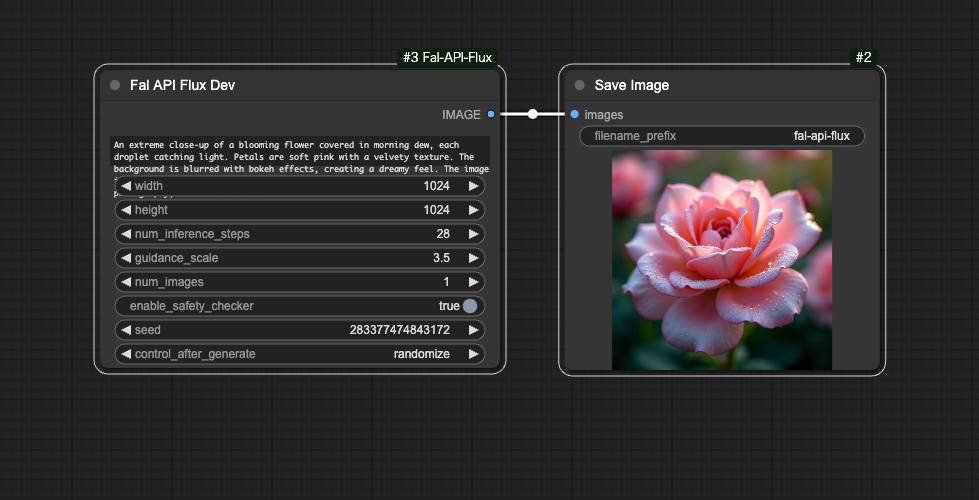 #3 Fal-API-Flux
Fal API Flux Dev
IMAGE
An extreme close-up of a blooming flower covered in morning dew, each
droplet catching light. Petals are soft pink with a velvety texture. The
background is blurred with bokeh effects, creating a dreamy feel. The image
width 1024
height 1024
num_inference_steps 28
guidance_scale 3.5
num_images 1
enable_safety_checker true
seed 283377474843172
control_after_generate randomize
#2
Save Image
images
filename_prefix fal-api-flux